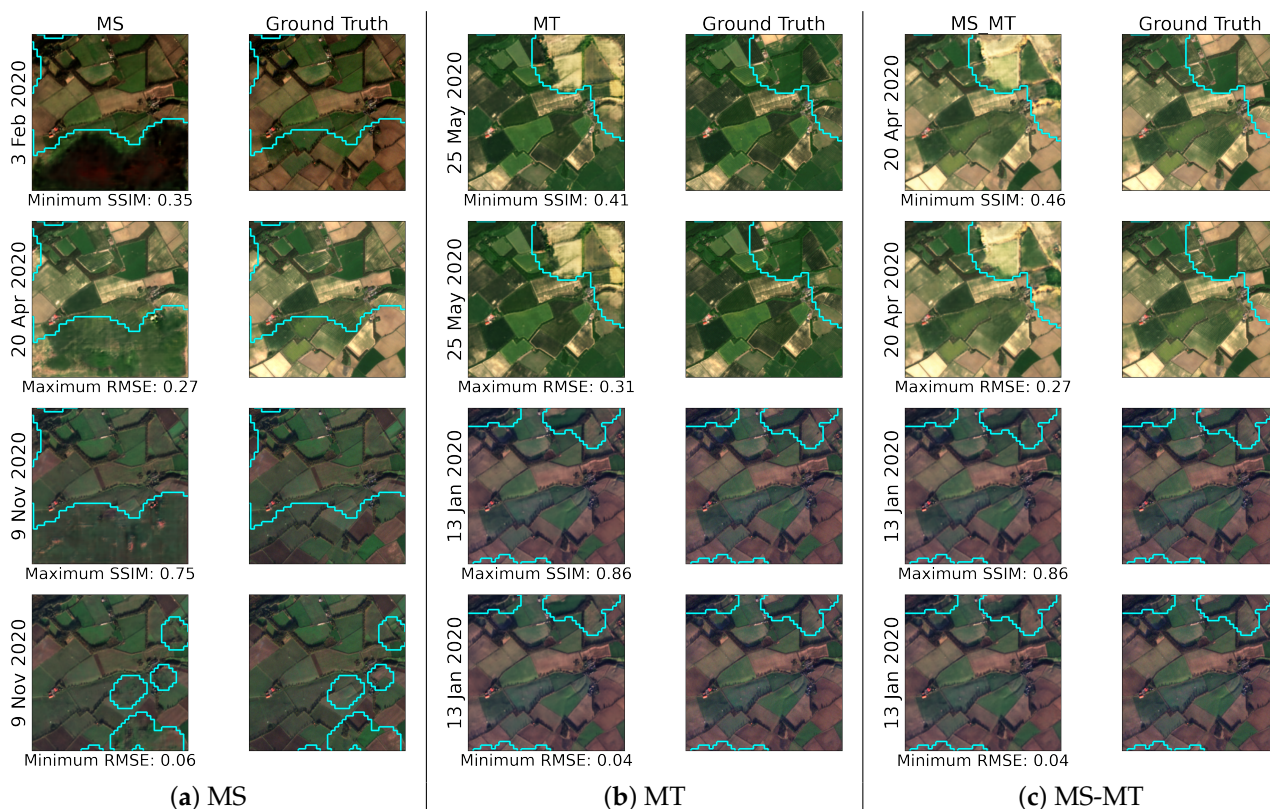 MS Ground Truth MT Ground Truth MS_MT Ground Truth
3 Feb 2020 25 May 2020 20 Apr 2020
Minimum SSIM: 0.35 Minimum SSIM: 0.41 Minimum SSIM: 0.46
20 Apr 2020 25 May 2020 20 Apr 2020
Maximum RMSE: 0.27 Maximum RMSE: 0.31 Maximum RMSE: 0.27
9 Nov 2020 13 Jan 2020 13 Jan 2020
Maximum SSIM: 0.75 Maximum SSIM: 0.86 Maximum SSIM: 0.86
9 Nov 2020 13 Jan 2020 13 Jan 2020
Minimum RMSE: 0.06 Minimum RMSE: 0.04 Minimum RMSE: 0.04
(a) MS (b) MT (c) MS-MT